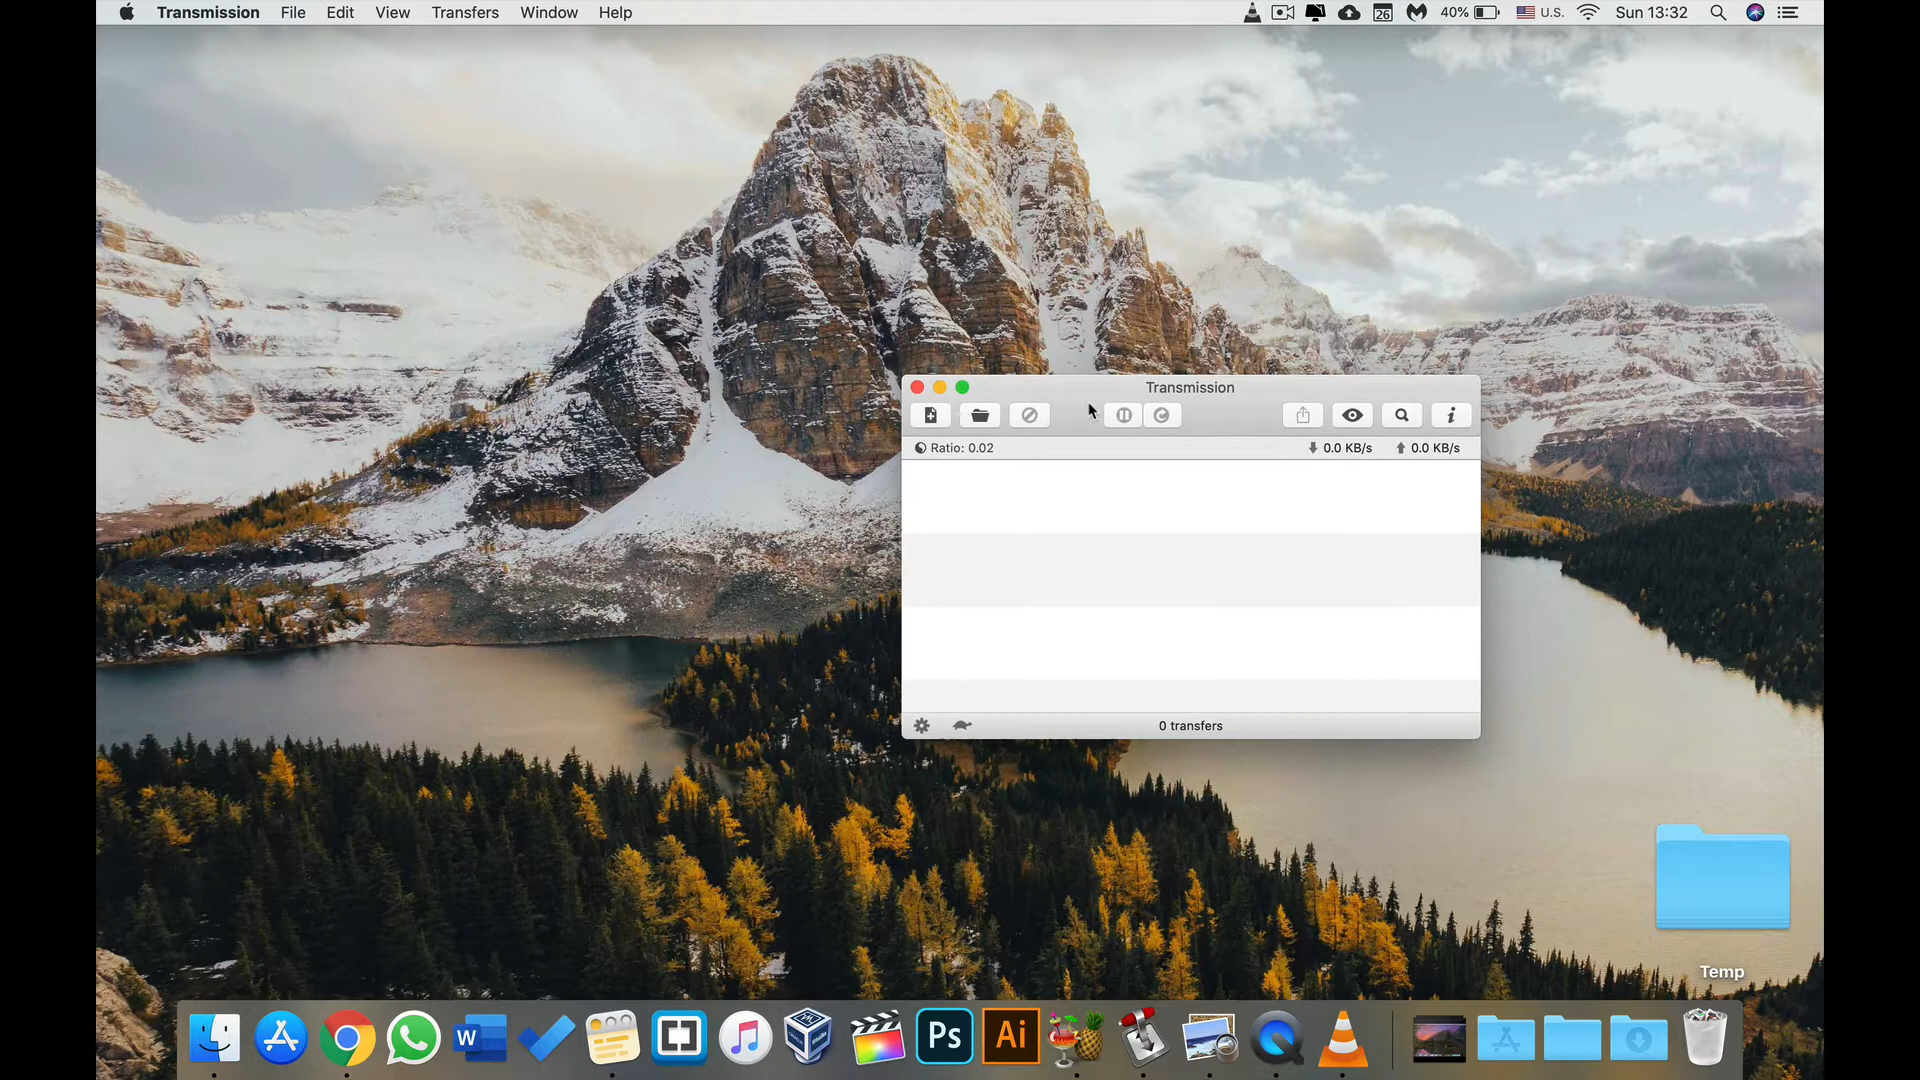 Transmission File Edit View Transfers Window Help
26 40% U.S. Sun 13:32
Transmission
Ratio: 0.02 0.0 KB/s 0.0 KB/s
0 transfers
Temp
W Ps Ai